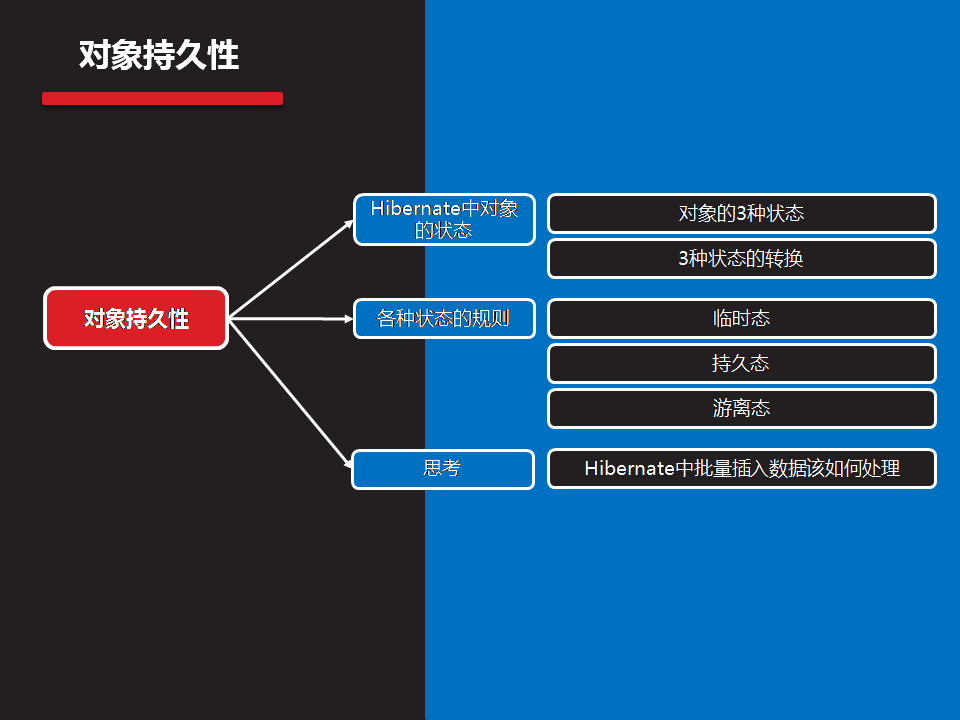 对象持久性
Hibernate中对象
的状态
对象的3种状态
3种状态的转换
对象持久性
各种状态的规则
临时态
持久态
游离态
思考
Hibernate中批量插入数据该如何处理